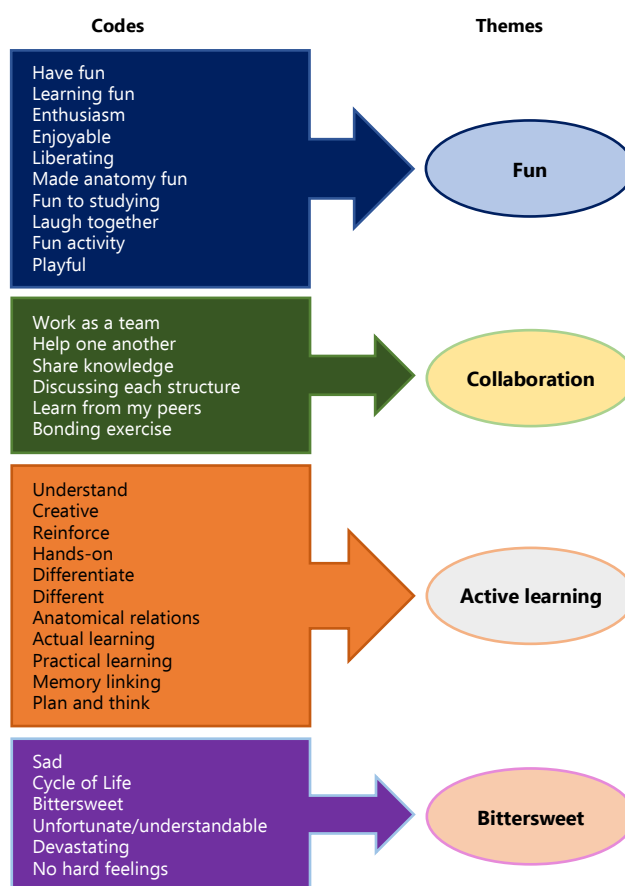 Codes
Themes
Have fun
Learning fun
Enthusiasm
Enjoyable
Liberating
Made anatomy fun
Fun to studying
Laugh together
Fun activity
Playful
Fun
Work as a team
Help one another
Share knowledge
Discussing each structure
Learn from my peers
Bonding exercise
Collaboration
Understand
Creative
Reinforce
Hands-on
Differentiate
Different
Anatomical relations
Actual learning
Practical learning
Memory linking
Plan and think
Active learning
Sad
Cycle of Life
Bittersweet
Unfortunate/understandable
Devastating
No hard feelings
Bittersweet